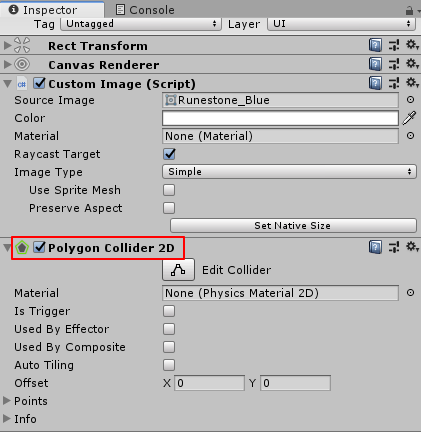 Inspector
Console
Tag Untagged Layer UI
Rect Transform
Canvas Renderer
c# Custom Image (Script)
Source Image Runestone_Blue
Color
Material None (Material)
Raycast Target
Image Type Simple
Use Sprite Mesh
Preserve Aspect
Set Native Size
Polygon Collider 2D
Edit Collider
Material None (Physics Material 2D)
Is Trigger
Used By Effector
Used By Composite
Auto Tiling
Offset X 0 Y 0
Points
Info